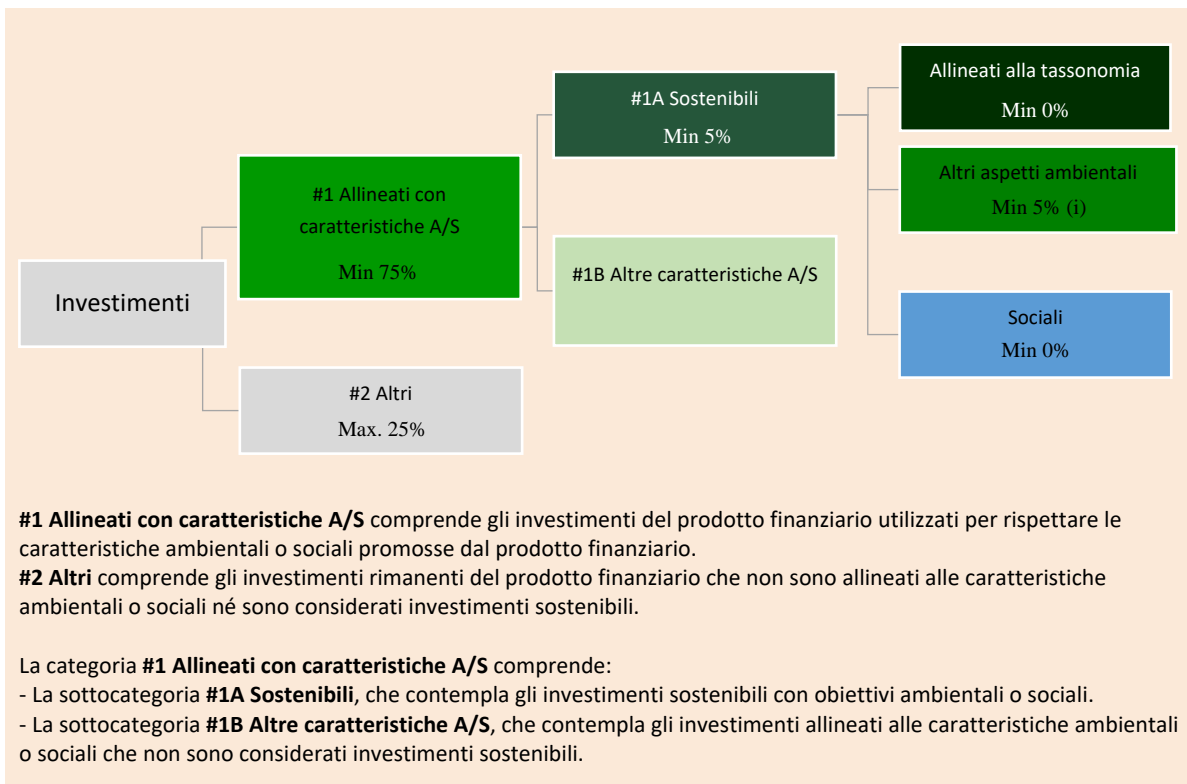 Investimenti
#1 Allineati con
caratteristiche A/S
Min 75%
#2 Altri
Max. 25%
#1A Sostenibili
Min 5%
#1B Altre caratteristiche A/S
Allineati alla tassonomia
Min 0%
Altri aspetti ambientali
Min 5% (i)
Sociali
Min 0%
#1 Allineati con caratteristiche A/S comprende gli investimenti del prodotto finanziario utilizzati per rispettare le
caratteristiche ambientali o sociali promosse dal prodotto finanziario.
#2 Altri comprende gli investimenti rimanenti del prodotto finanziario che non sono allineati alle caratteristiche
ambientali o sociali né sono considerati investimenti sostenibili.
La categoria #1 Allineati con caratteristiche A/S comprende:
- La sottocategoria #1A Sostenibili, che contempla gli investimenti sostenibili con obiettivi ambientali o sociali.
- La sottocategoria #1B Altre caratteristiche A/S, che contempla gli investimenti allineati alle caratteristiche ambientali
o sociali che non sono considerati investimenti sostenibili.